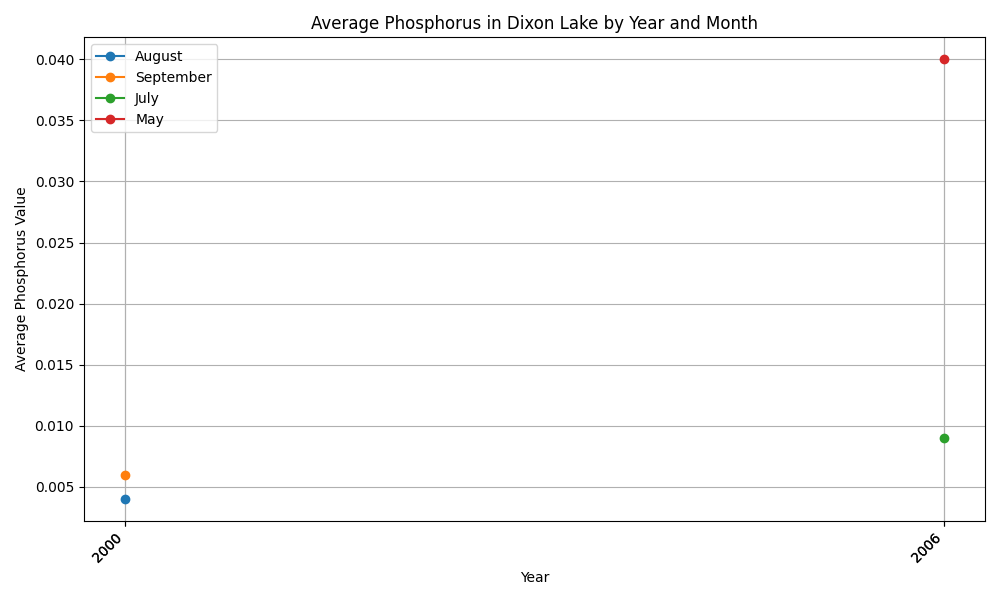 Average Phosphorus in Dixon Lake by Year and Month
August
September
July
May
Average Phosphorus Value
0.040
0.035
0.030
0.025
0.020
0.015
0.010
0.005
2000
2006
Year